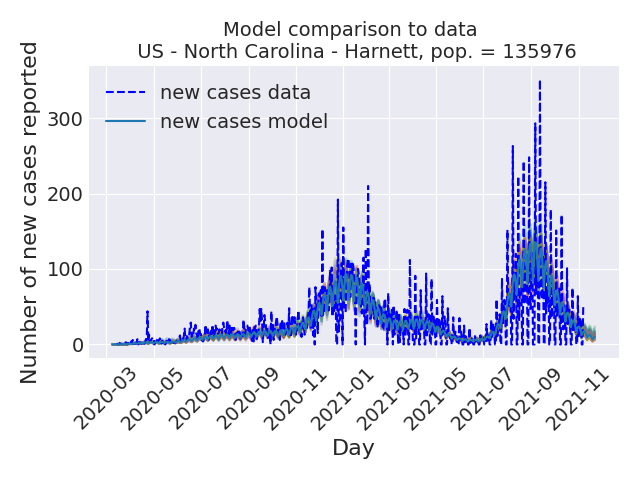 Model comparison to data
US - North Carolina - Harnett, pop. = 135976
Number of new cases reported
300
200
100
0
new cases data
new cases model
2020-03
2020-05
2020-07
2020-09
2020-11
2021-01
2021-03
2021-05
2021-07
2021-09
2021-11
Day